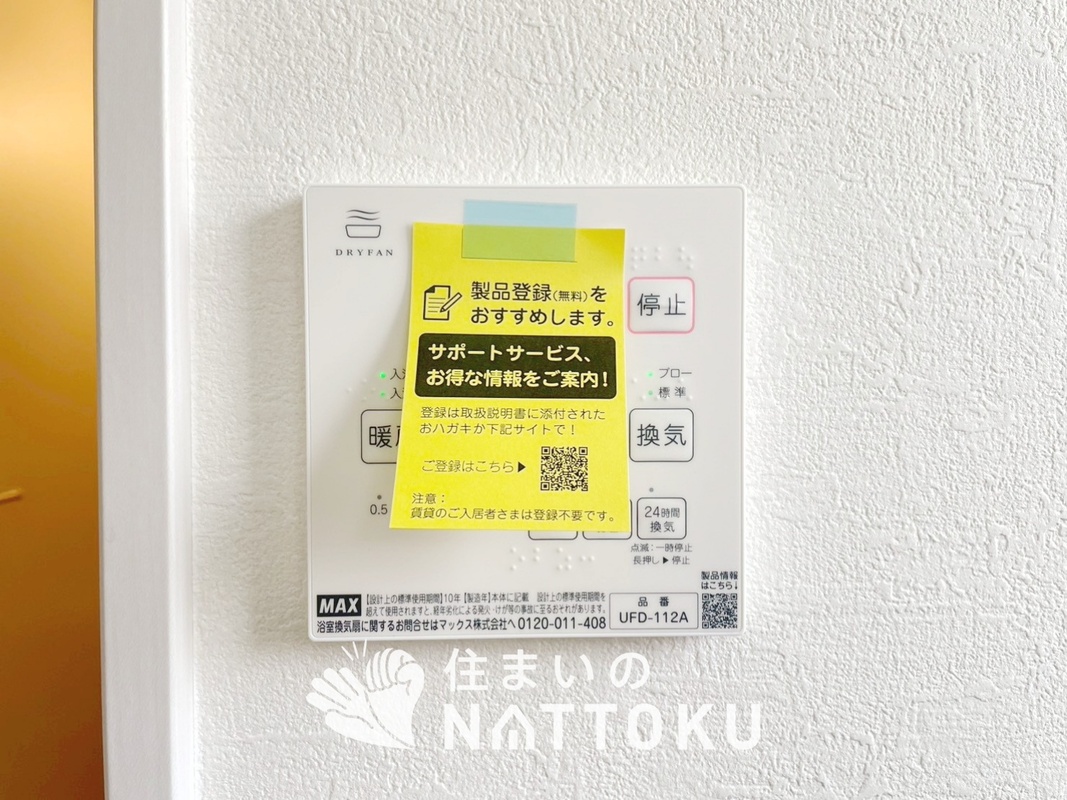 DRYFAN
製品登録(無料)を
おすすめします。
サポートサービス、
お得な情報をご案内！
登録は取扱説明書に添付された
おハガキか下記サイトで！
ご登録はこちら▶
注意：
賃貸のご入居者さまは登録不要です。
停止
入
入
ブロー
標準
暖
換気
0.5
24時間
換気
点滅：一時停止
長押し▶停止
製品情報
はこちら↓
MAX
【設計上の標準使用期間】10年【製造年】本体に記載 設計上の標準使用期間を
超えて使用されますと、経年劣化による発火・けが等の事故に至るおそれがあります。
浴室換気扇に関するお問合せはマックス株式会社へ 0120-011-408
品番
UFD-112A
住まいの
NATTOKU